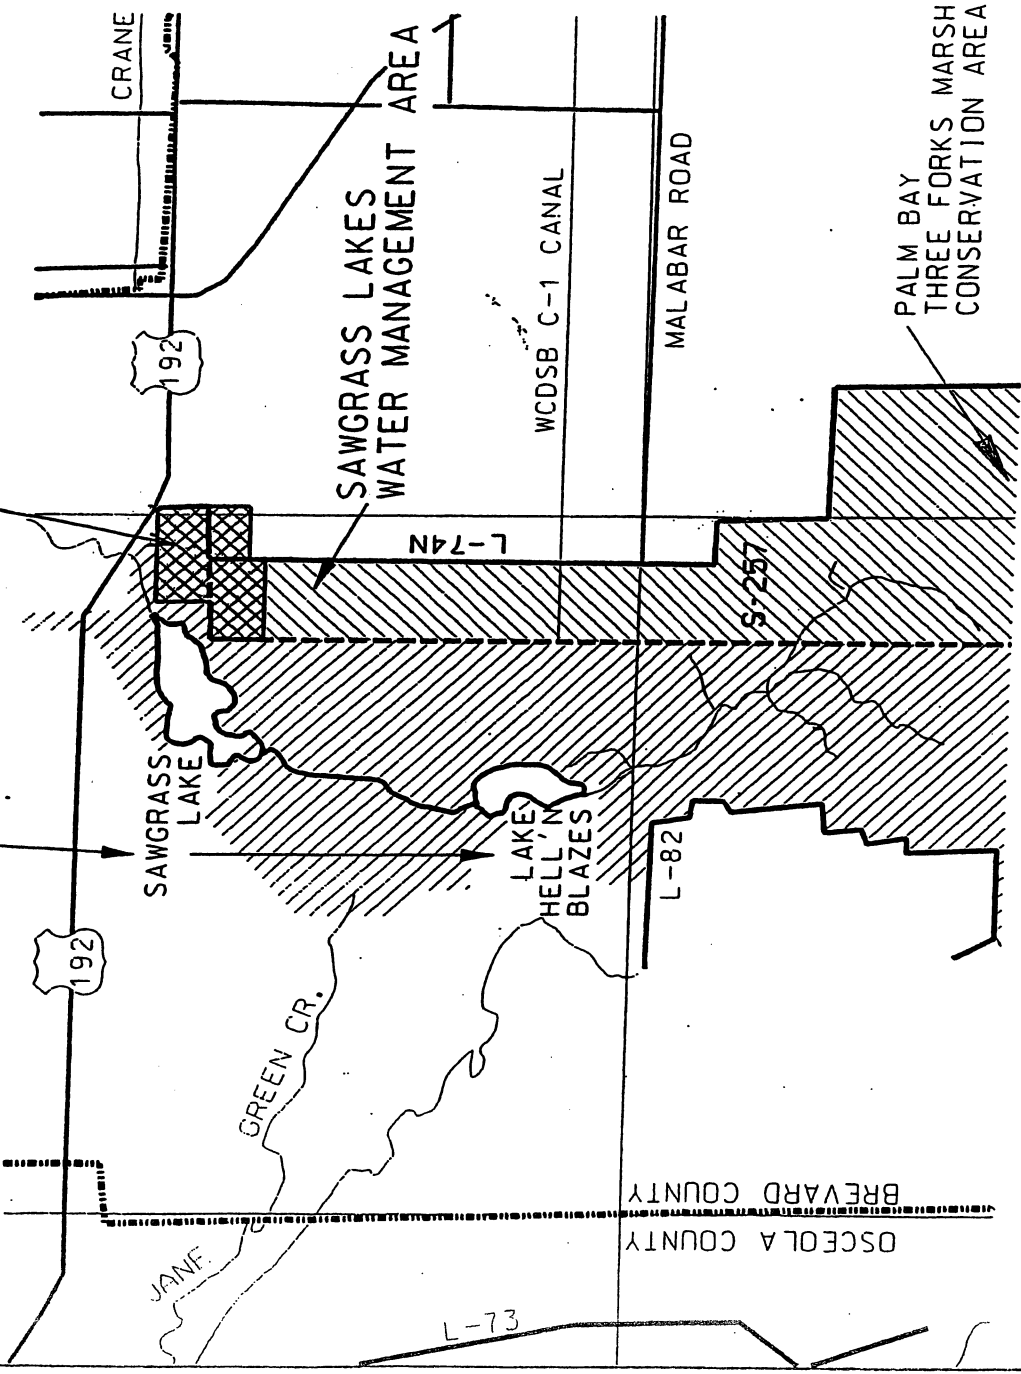 CRANE
192
SAWGRASS LAKES
WATER MANAGEMENT AREA
WCDSB C-1 CANAL
MALABAR ROAD
PALM BAY
THREE FORKS MARSH
CONSERVATION AREA
L-74N
S-257
SAWGRASS
LAKE
LAKE
HELL'N
BLAZES
L-82
192
GREEN CR.
JANE
BREVARD COUNTY
OSCEOLA COUNTY
L-73